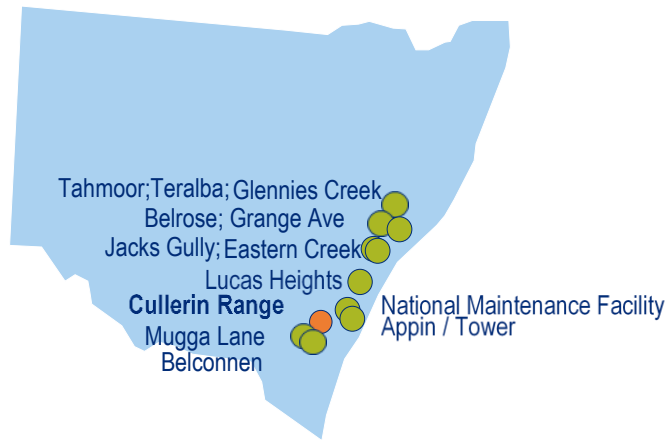 Tahmoor;Teralba;Glennies Creek
Belrose; Grange Ave
Jacks Gully;Eastern Creek
Lucas Heights
Cullerin Range
National Maintenance Facility
Appin / Tower
Mugga Lane
Belconnen